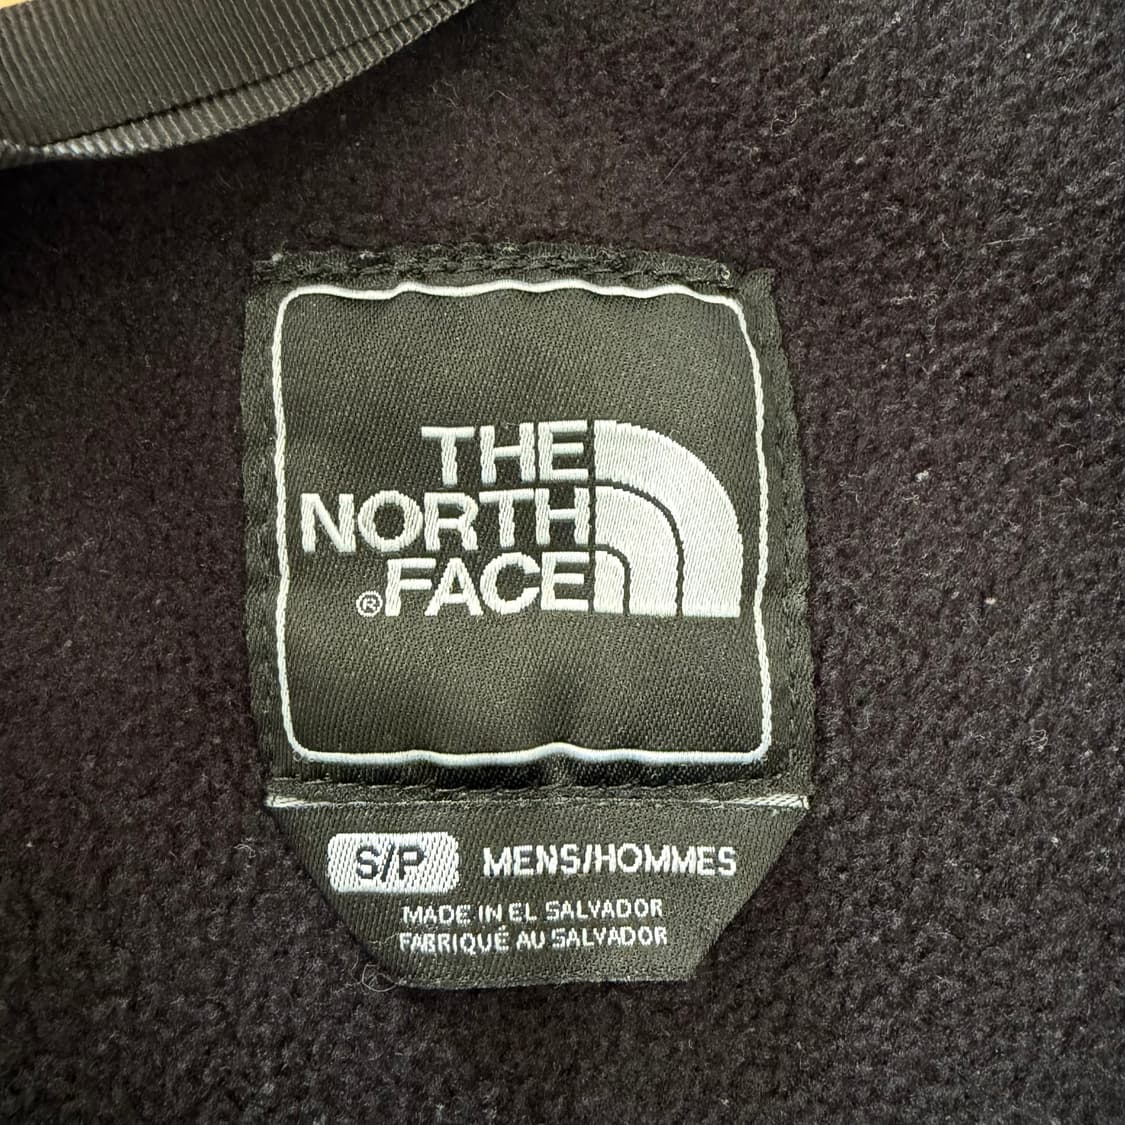 THE
NORTH
®FACE
S/P MENS/HOMMES
MADE IN EL SALVADOR
FABRIQUÉ AU SALVADOR